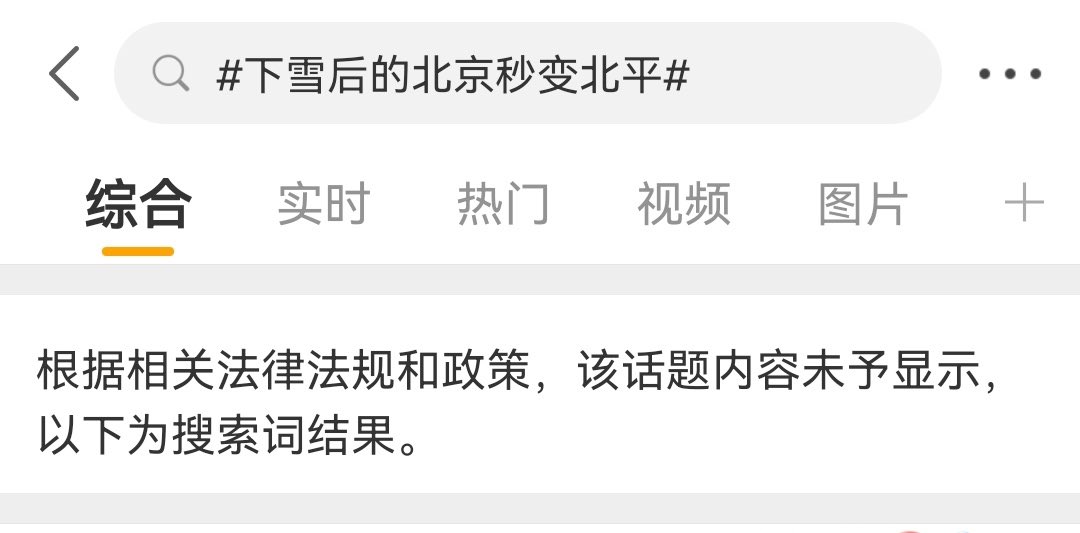 #下雪后的北京秒变北平#
综合 实时 热门 视频 图片
根据相关法律法规和政策，该话题内容未予显示，
以下为搜索词结果。